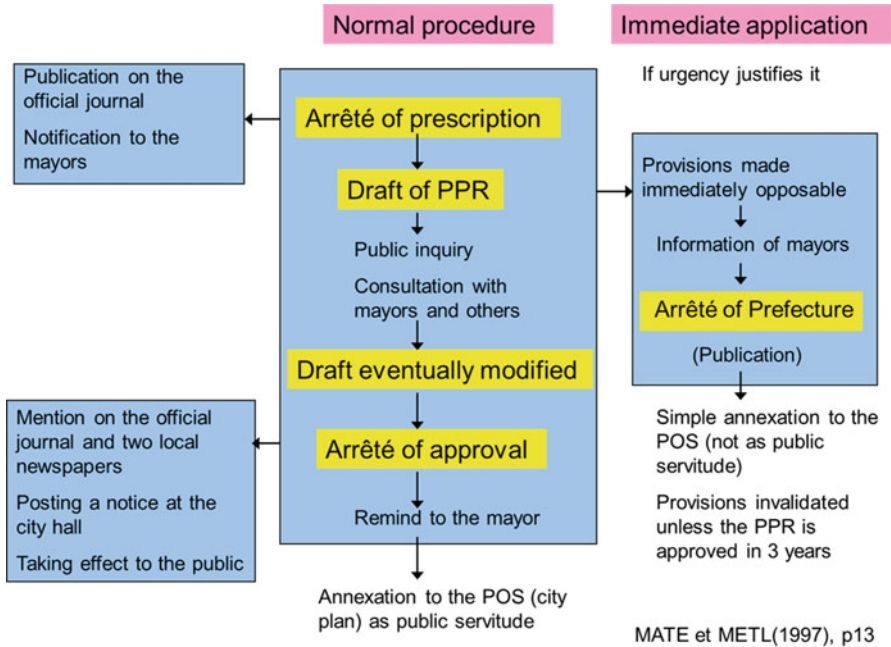 Normal procedure
Immediate application
Publication on the
official journal
Notification to the
mayors
Arrêté of prescription
Draft of PPR
Public inquiry
Consultation with
mayors and others
Draft eventually modified
Arrêté of approval
Remind to the mayor
Annexation to the POS (city
plan) as public servitude
Mention on the official
journal and two local
newspapers
Posting a notice at the
city hall
Taking effect to the public
If urgency justifies it
Provisions made
immediately opposable
Information of mayors
Arrêté of Prefecture
(Publication)
Simple annexation to the
POS (not as public
servitude)
Provisions invalidated
unless the PPR is
approved in 3 years
MATE et METL(1997), p13